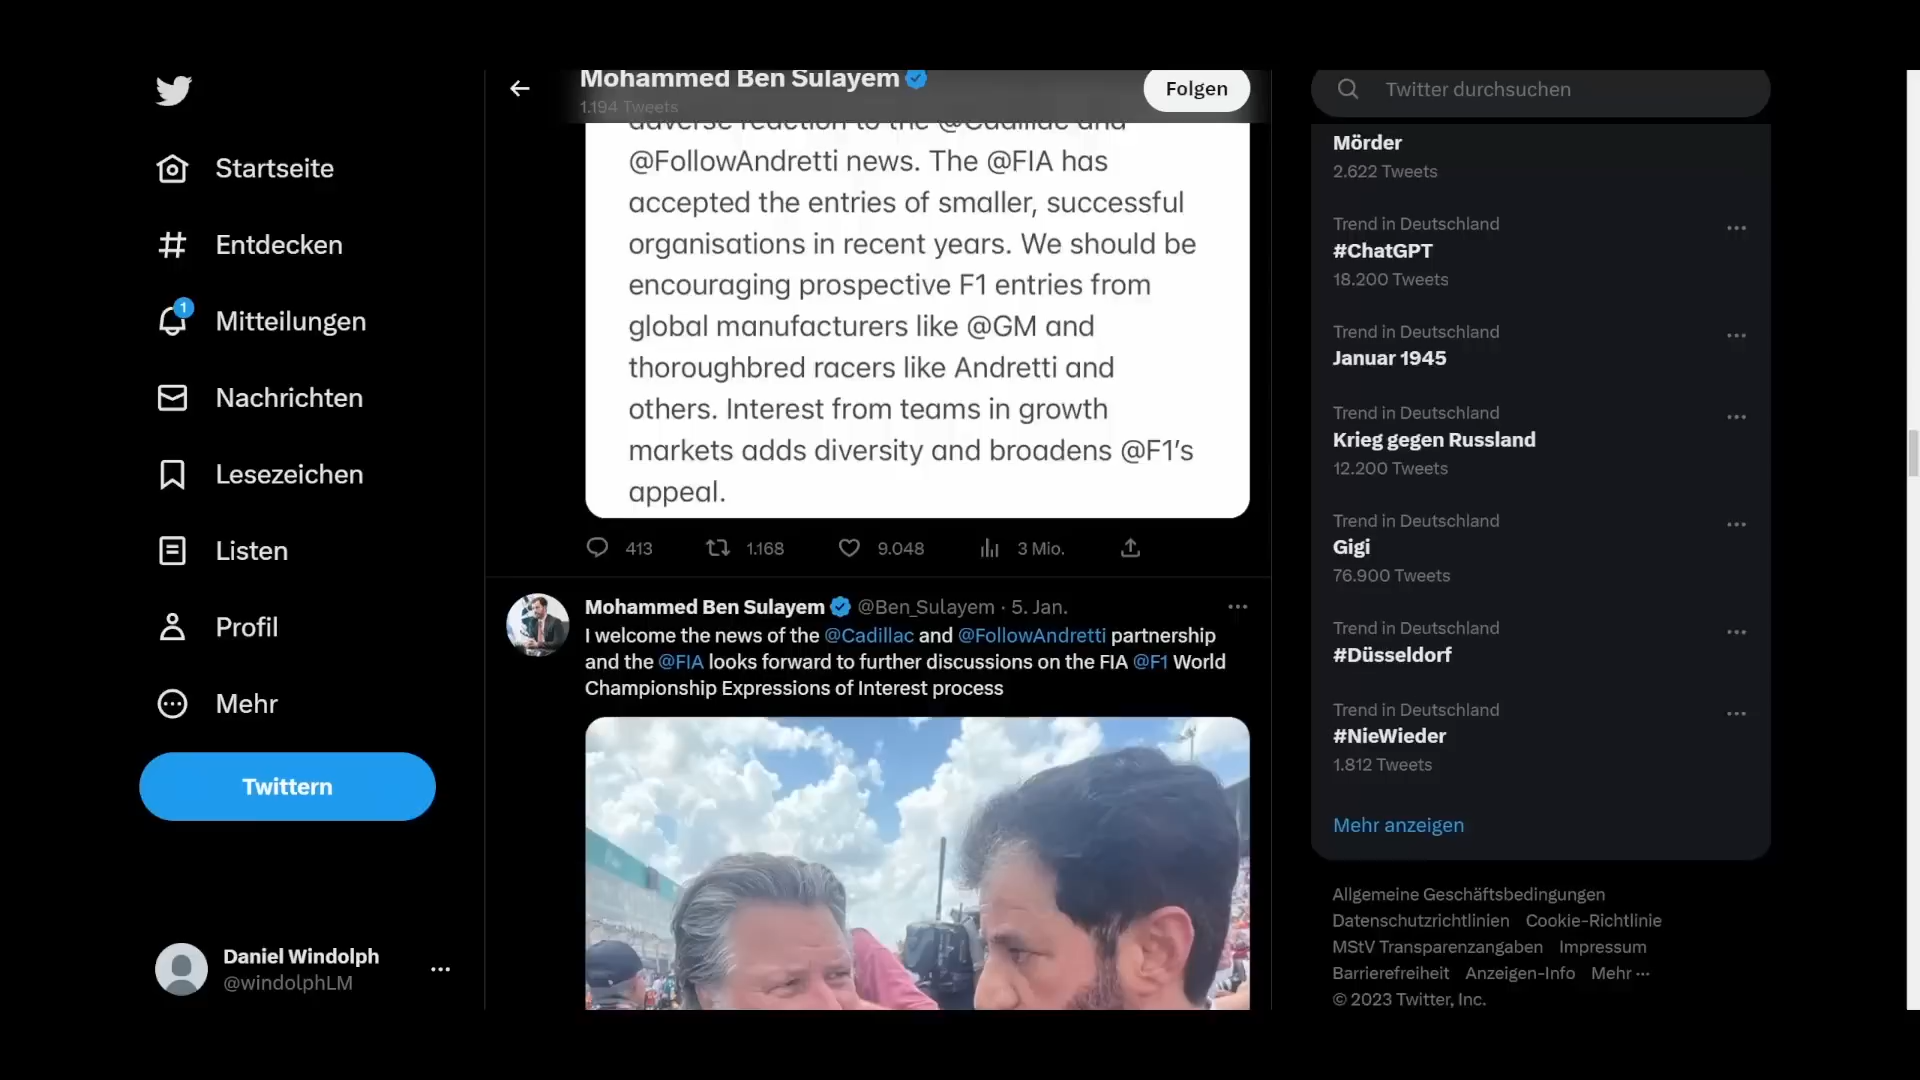 Startseite
Entdecken
1
Mitteilungen
Nachrichten
Lesezeichen
Listen
Profil
Mehr
Twittern
Daniel Windolph
@windolphLM
Mohammed Ben Sulayem
1.194 Tweets
Folgen
adverse reaction to the @Cadillac and
@FollowAndretti news. The @FIA has
accepted the entries of smaller, successful
organisations in recent years. We should be
encouraging prospective F1 entries from
global manufacturers like @GM and
thoroughbred racers like Andretti and
others. Interest from teams in growth
markets adds diversity and broadens @F1’s
appeal.
413 1.168 9.048 3 Mio.
Mohammed Ben Sulayem @Ben_Sulayem · 5. Jan.
I welcome the news of the @Cadillac and @FollowAndretti partnership
and the @FIA looks forward to further discussions on the FIA @F1 World
Championship Expressions of Interest process
Twitter durchsuchen
Mörder
2.622 Tweets
Trend in Deutschland
#ChatGPT
18.200 Tweets
Trend in Deutschland
Januar 1945
Trend in Deutschland
Krieg gegen Russland
12.200 Tweets
Trend in Deutschland
Gigi
76.900 Tweets
Trend in Deutschland
#Düsseldorf
Trend in Deutschland
#NieWieder
1.812 Tweets
Mehr anzeigen
Allgemeine Geschäftsbedingungen
Datenschutzrichtlinien Cookie-Richtlinie
MStV Transparenzangaben Impressum
Barrierefreiheit Anzeigen-Info Mehr ···
© 2023 Twitter, Inc.